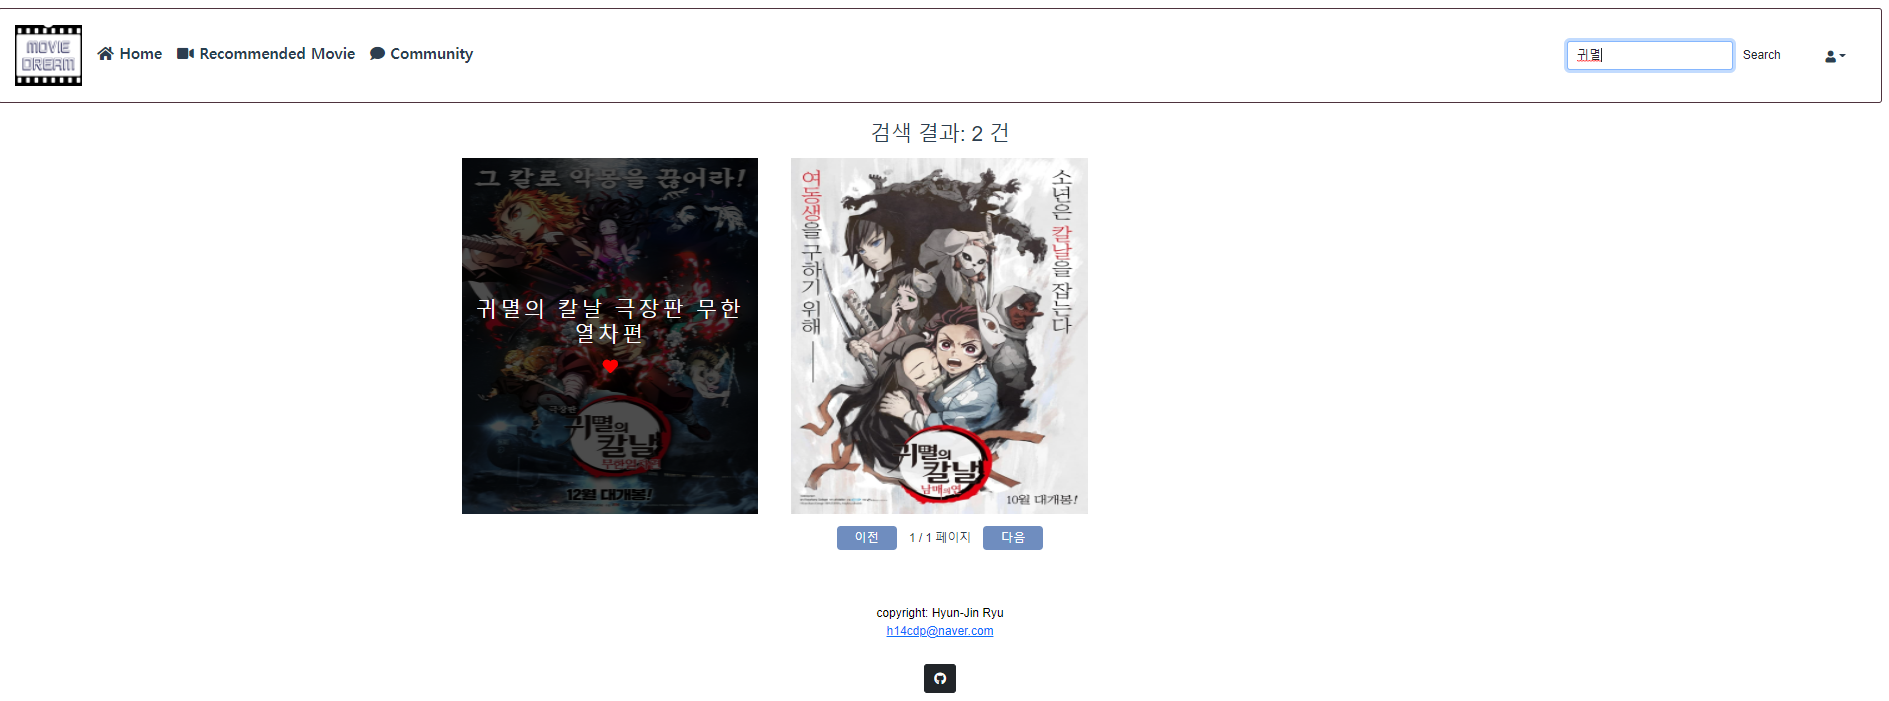 MOVIE
DREAM
Home
Recommended Movie
Community
귀멸
Search
검색 결과: 2 건
그 칼로 악몽을 끊어라!
귀멸의 칼날 극장판 무한
열차편
극장판
귀멸의
칼날
무한열차편
12월 대개봉!
여동생을 구하기 위해
소년은 칼날을 잡는다
귀멸의
칼날
남매의 연
10월 대개봉!
이전
1 / 1 페이지
다음
copyright: Hyun-Jin Ryu
h14cdp@naver.com